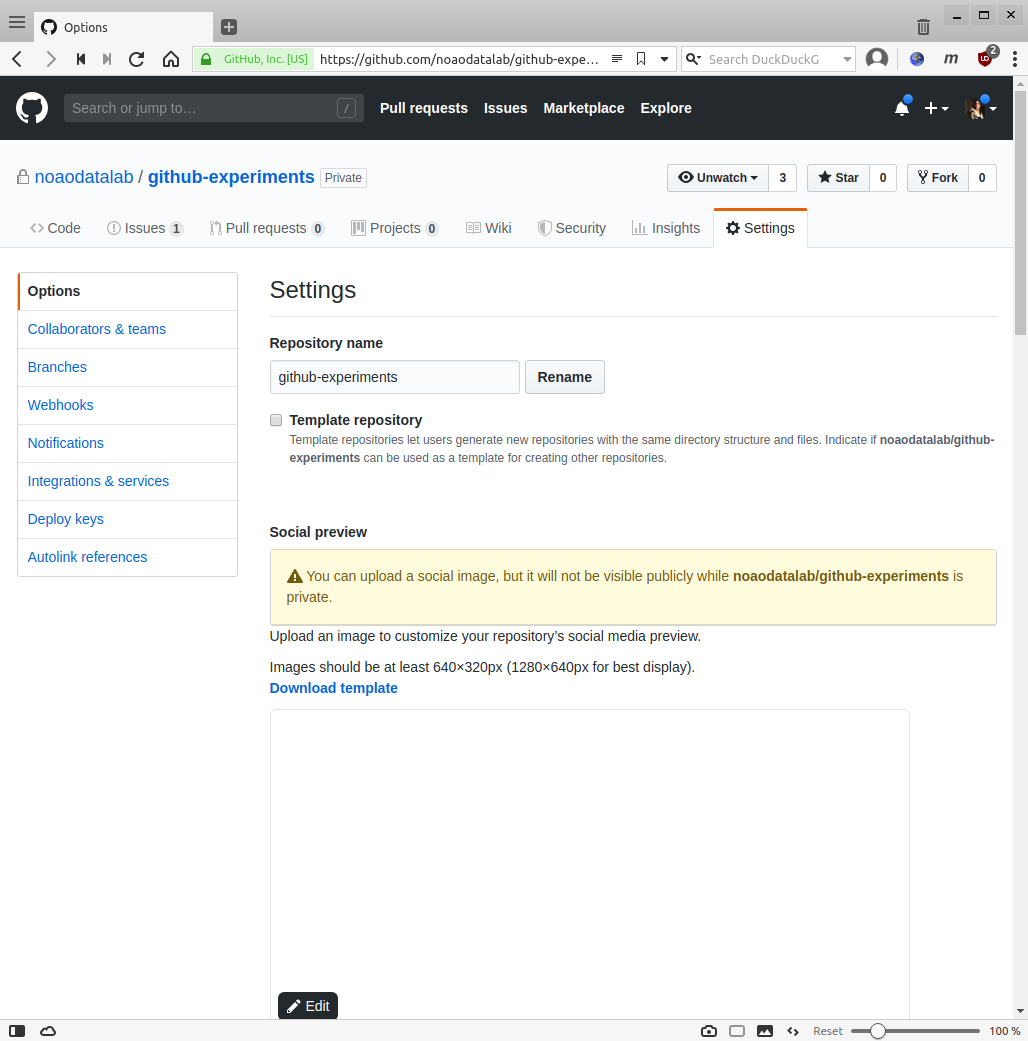 Options
GitHub, Inc. [US]
https://github.com/noaodatalab/github-expe…
Search DuckDuckG
m
2
Search or jump to…
/
Pull requests
Issues
Marketplace
Explore
noaodatalab / github-experiments
Private
Unwatch
3
Star
0
Fork
0
Code
Issues 1
Pull requests 0
Projects 0
Wiki
Security
Insights
Settings
Options
Collaborators & teams
Branches
Webhooks
Notifications
Integrations & services
Deploy keys
Autolink references
Settings
Repository name
github-experiments
Rename
Template repository
Template repositories let users generate new repositories with the same directory structure and files. Indicate if noaodatalab/github-
experiments can be used as a template for creating other repositories.
Social preview
You can upload a social image, but it will not be visible publicly while noaodatalab/github-experiments is
private.
Upload an image to customize your repository’s social media preview.
Images should be at least 640×320px (1280×640px for best display).
Download template
Edit
Reset
100 %